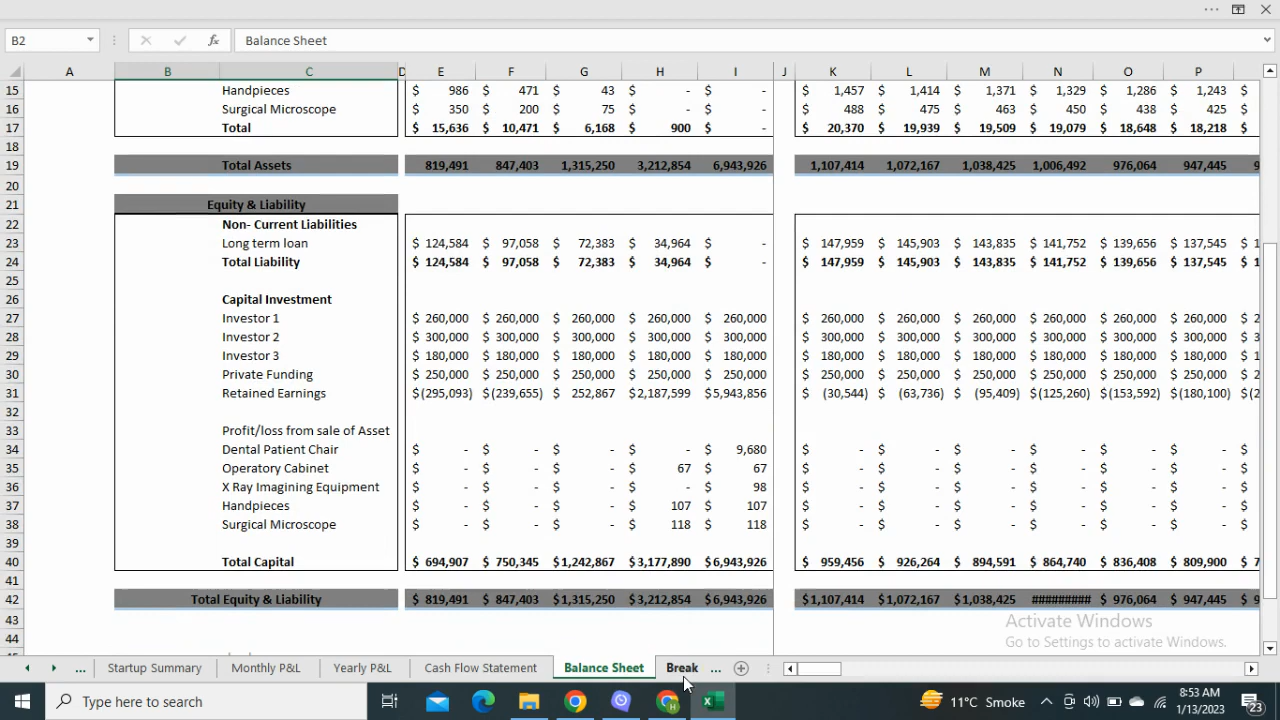 B2 fx Balance Sheet
A B C D E F G H I J K L M N O P
15 Handpieces $ 986 $ 471 $ 43 $ - $ - $ 1,457 $ 1,414 $ 1,371 $ 1,329 $ 1,286 $ 1,243 $
16 Surgical Microscope $ 350 $ 200 $ 75 $ - $ - $ 488 $ 475 $ 463 $ 450 $ 438 $ 425 $
17 Total $ 15,636 $ 10,471 $ 6,168 $ 900 $ - $ 20,370 $ 19,939 $ 19,509 $ 19,079 $ 18,648 $ 18,218 $
18
19 Total Assets 819,491 847,403 1,315,250 3,212,854 6,943,926 1,107,414 1,072,167 1,038,425 1,006,492 976,064 947,445 9
20
21 Equity & Liability
22 Non- Current Liabilities
23 Long term loan $ 124,584 $ 97,058 $ 72,383 $ 34,964 $ - $ 147,959 $ 145,903 $ 143,835 $ 141,752 $ 139,656 $ 137,545 $ 1
24 Total Liability $ 124,584 $ 97,058 $ 72,383 $ 34,964 $ - $ 147,959 $ 145,903 $ 143,835 $ 141,752 $ 139,656 $ 137,545 $ 1
25
26 Capital Investment
27 Investor 1 $ 260,000 $ 260,000 $ 260,000 $ 260,000 $ 260,000 $ 260,000 $ 260,000 $ 260,000 $ 260,000 $ 260,000 $ 260,000 $ 2
28 Investor 2 $ 300,000 $ 300,000 $ 300,000 $ 300,000 $ 300,000 $ 300,000 $ 300,000 $ 300,000 $ 300,000 $ 300,000 $ 300,000 $ 3
29 Investor 3 $ 180,000 $ 180,000 $ 180,000 $ 180,000 $ 180,000 $ 180,000 $ 180,000 $ 180,000 $ 180,000 $ 180,000 $ 180,000 $ 1
30 Private Funding $ 250,000 $ 250,000 $ 250,000 $ 250,000 $ 250,000 $ 250,000 $ 250,000 $ 250,000 $ 250,000 $ 250,000 $ 250,000 $ 2
31 Retained Earnings $(295,093) $ (239,655) $ 252,867 $2,187,599 $5,943,856 $ (30,544) $ (63,736) $ (95,409) $(125,260) $ (153,592) $ (180,100) $(2
32
33 Profit/loss from sale of Asset
34 Dental Patient Chair $ - $ - $ - $ - $ 9,680 $ - $ - $ - $ - $ - $ - $
35 Operatory Cabinet $ - $ - $ - $ 67 $ 67 $ - $ - $ - $ - $ - $ - $
36 X Ray Imagining Equipment $ - $ - $ - $ - $ 98 $ - $ - $ - $ - $ - $ - $
37 Handpieces $ - $ - $ - $ 107 $ 107 $ - $ - $ - $ - $ - $ - $
38 Surgical Microscope $ - $ - $ - $ 118 $ 118 $ - $ - $ - $ - $ - $ - $
39
40 Total Capital $ 694,907 $ 750,345 $1,242,867 $3,177,890 $6,943,926 $ 959,456 $ 926,264 $ 894,591 $ 864,740 $ 836,408 $ 809,900 $ 7
41
42 Total Equity & Liability $ 819,491 $ 847,403 $1,315,250 $3,212,854 $6,943,926 $1,107,414 $1,072,167 $1,038,425 ######### $ 976,064 $ 947,445 $ 9
43
44
Activate Windows
Go to Settings to activate Windows.
... Startup Summary Monthly P&L Yearly P&L Cash Flow Statement Balance Sheet Break ...
Type here to search 11°C Smoke 8:53 AM
1/13/2023 23